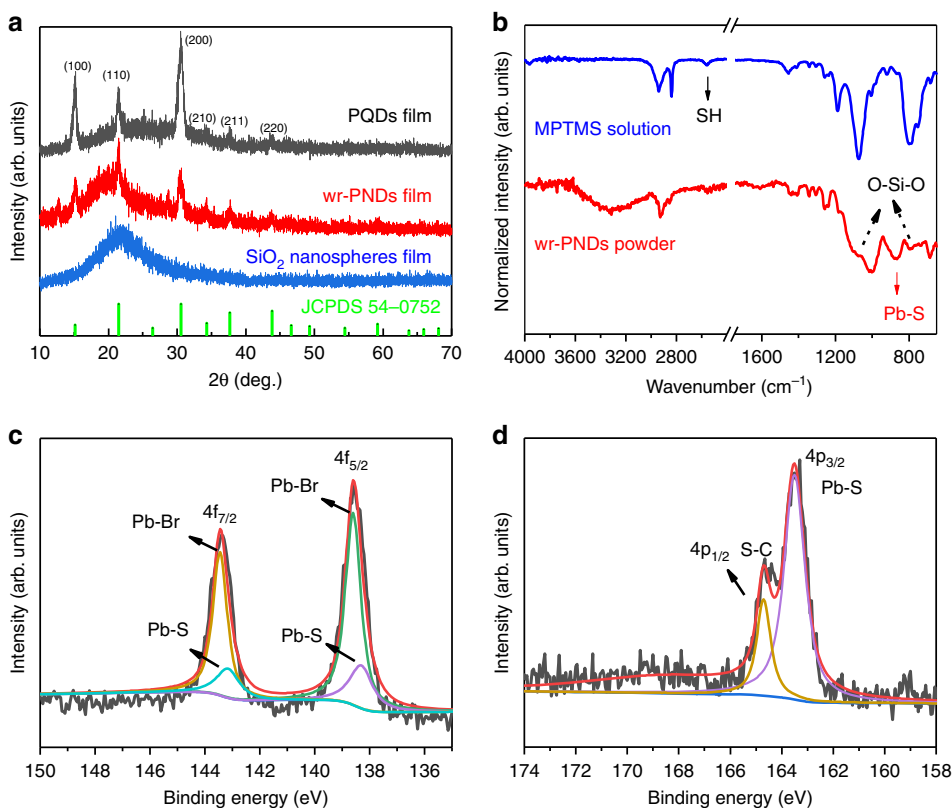 a
Intensity (arb. units)
(100)
(110)
(200)
(210)
(211)
(220)
PQDs film
wr-PNDs film
SiO₂ nanospheres film
JCPDS 54–0752
10 20 30 40 50 60 70
2θ (deg.)
b
Normalized intensity (arb. units)
SH
MPTMS solution
O-Si-O
wr-PNDs powder
Pb-S
4000 3600 2800 1600 1200 800
Wavenumber (cm⁻¹)
c
Intensity (arb. units)
4f5/2
Pb-Br
4f7/2
Pb-Br
Pb-S
Pb-S
150 148 146 144 142 140 138 136
Binding energy (eV)
d
Intensity (arb. units)
4p3/2
Pb-S
4p1/2
S-C
174 172 170 168 166 164 162 160 158
Binding energy (eV)